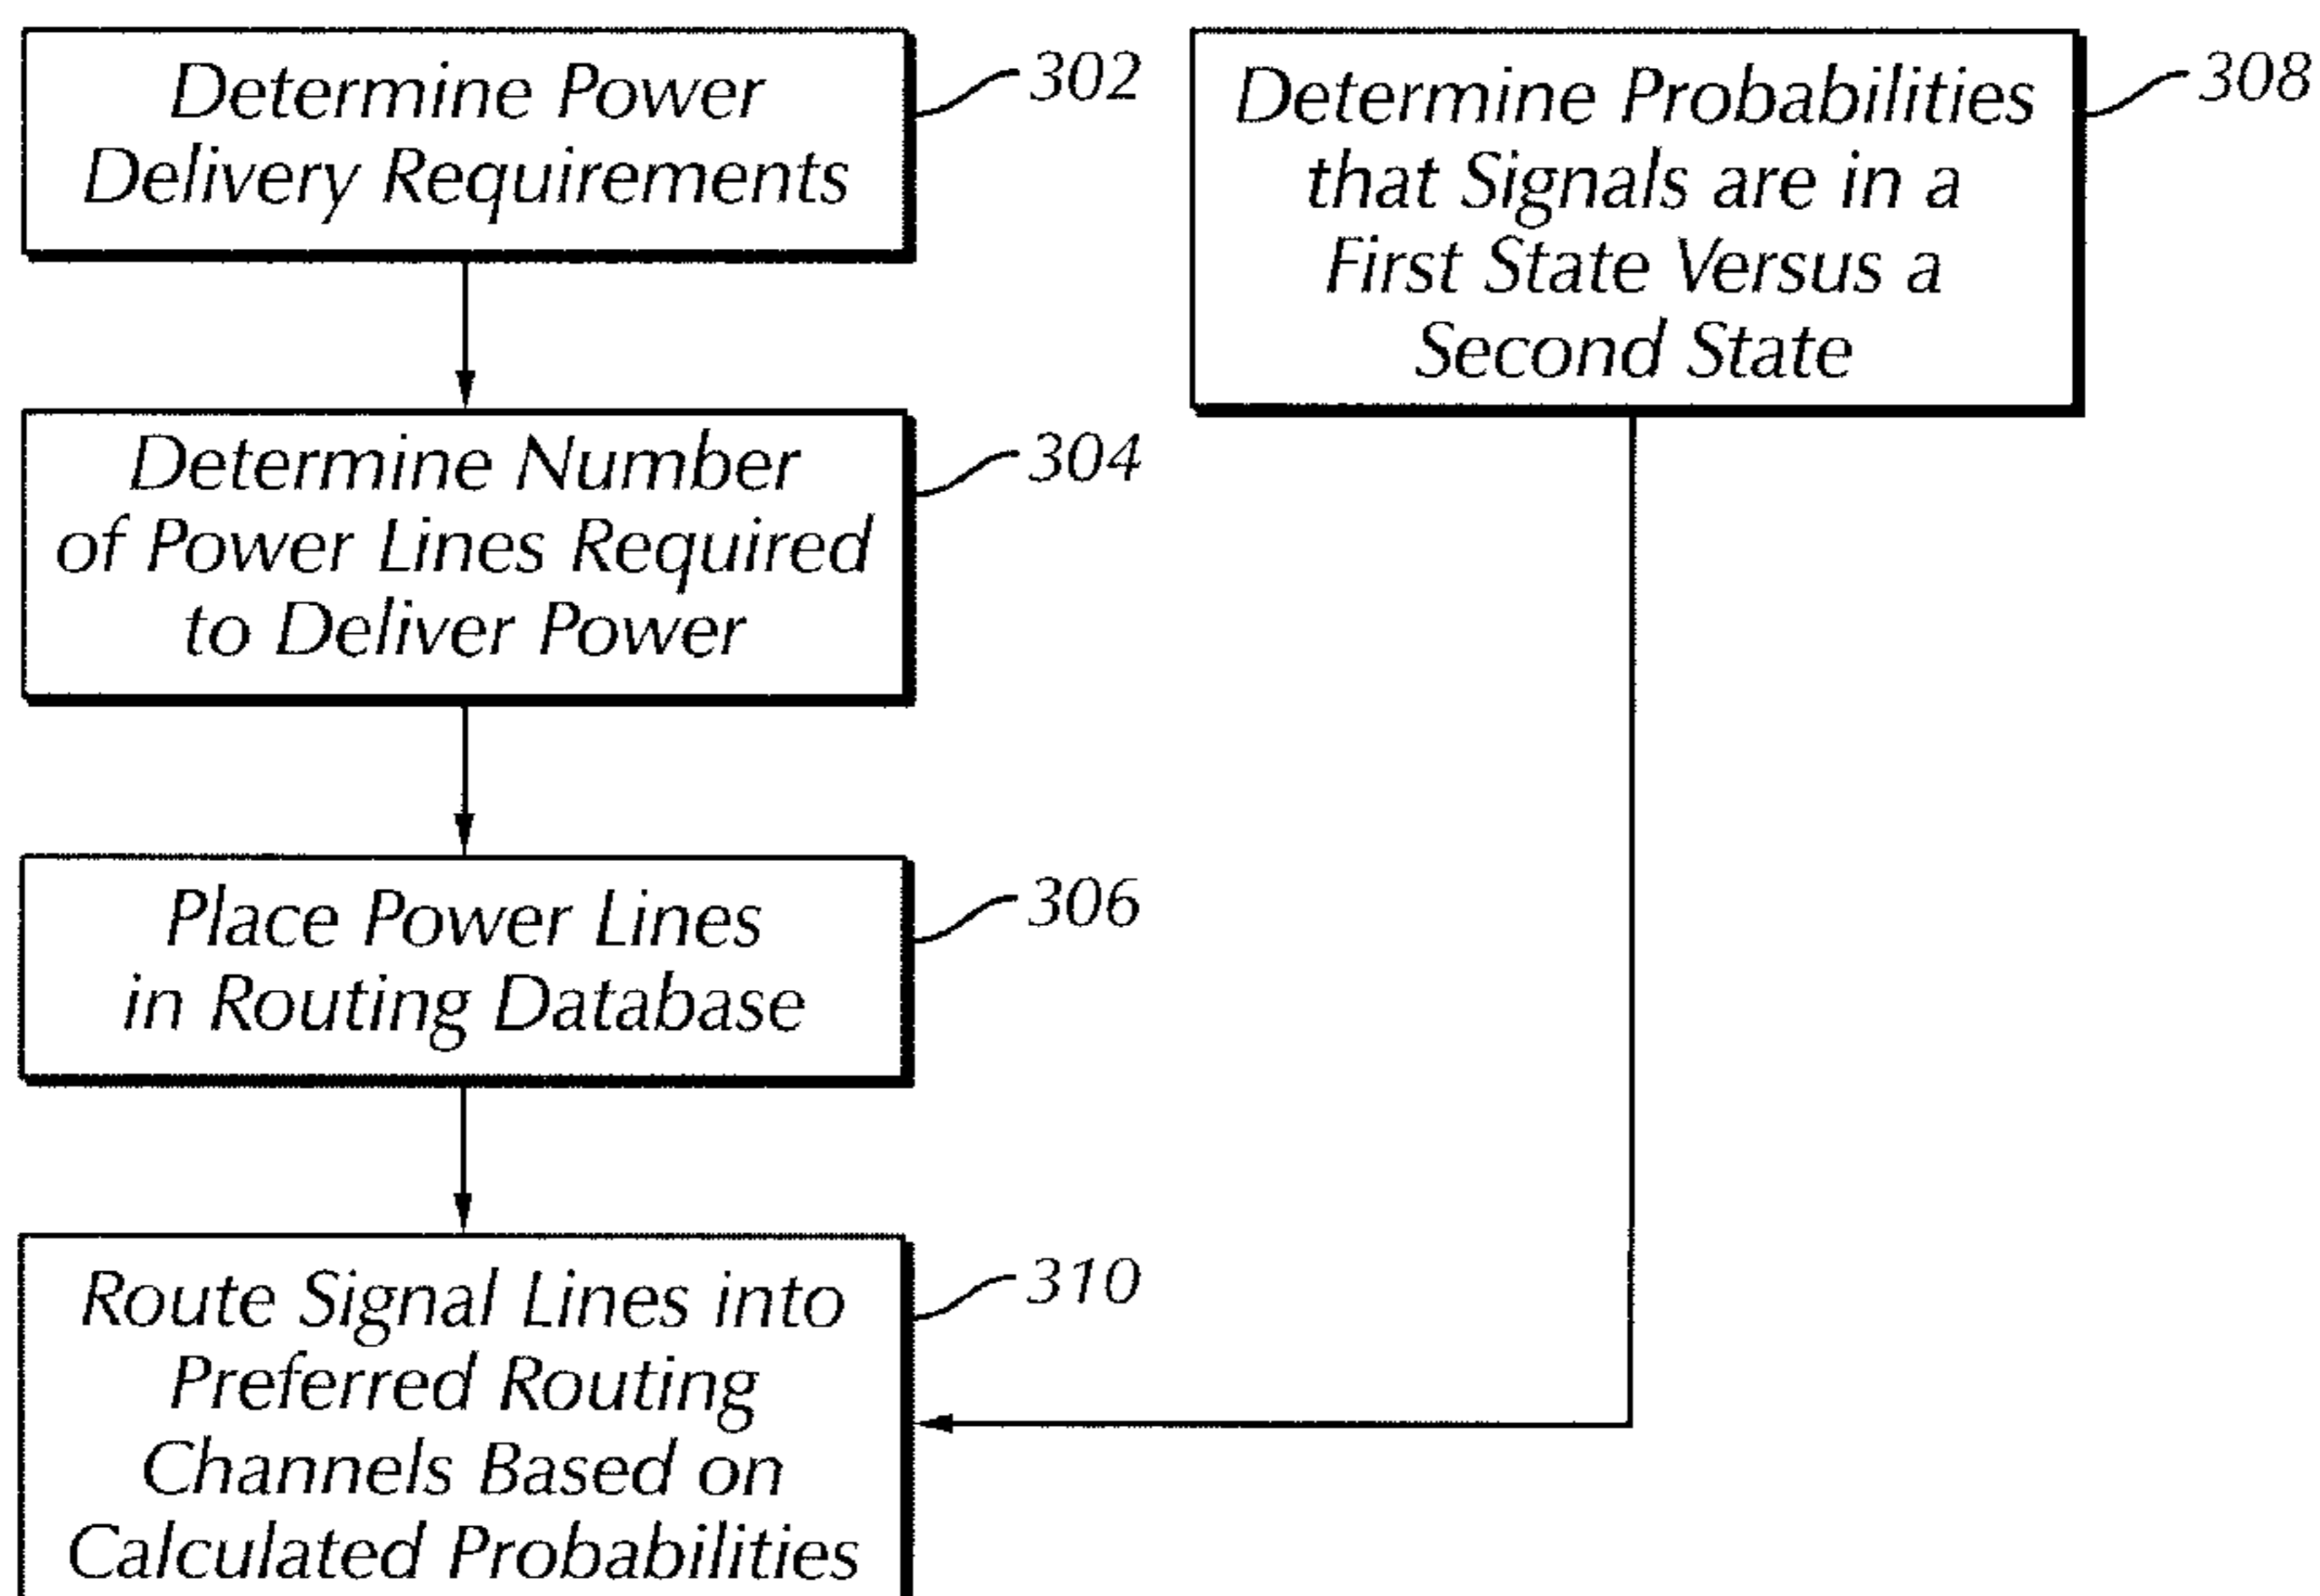 Determine Power
Delivery Requirements
302
Determine Number
of Power Lines Required
to Deliver Power
304
Place Power Lines
in Routing Database
306
Determine Probabilities
that Signals are in a
First State Versus a
Second State
308
Route Signal Lines into
Preferred Routing
Channels Based on
Calculated Probabilities
310